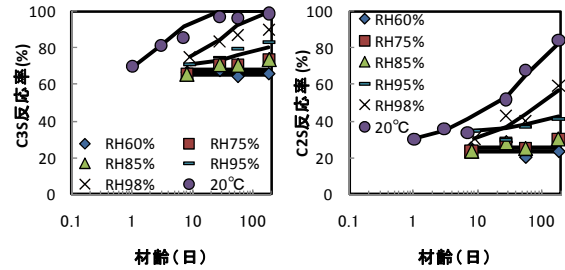 C3S反応率(%)
100
80
60
40
20
0
RH60% RH75%
RH85% RH95%
RH98% 20℃
0.1 1 10 100
材齢(日)
C2S反応率(%)
100
80
60
40
20
0
RH60%
RH75%
RH85%
RH95%
RH98%
20℃
0.1 1 10 100
材齢(日)